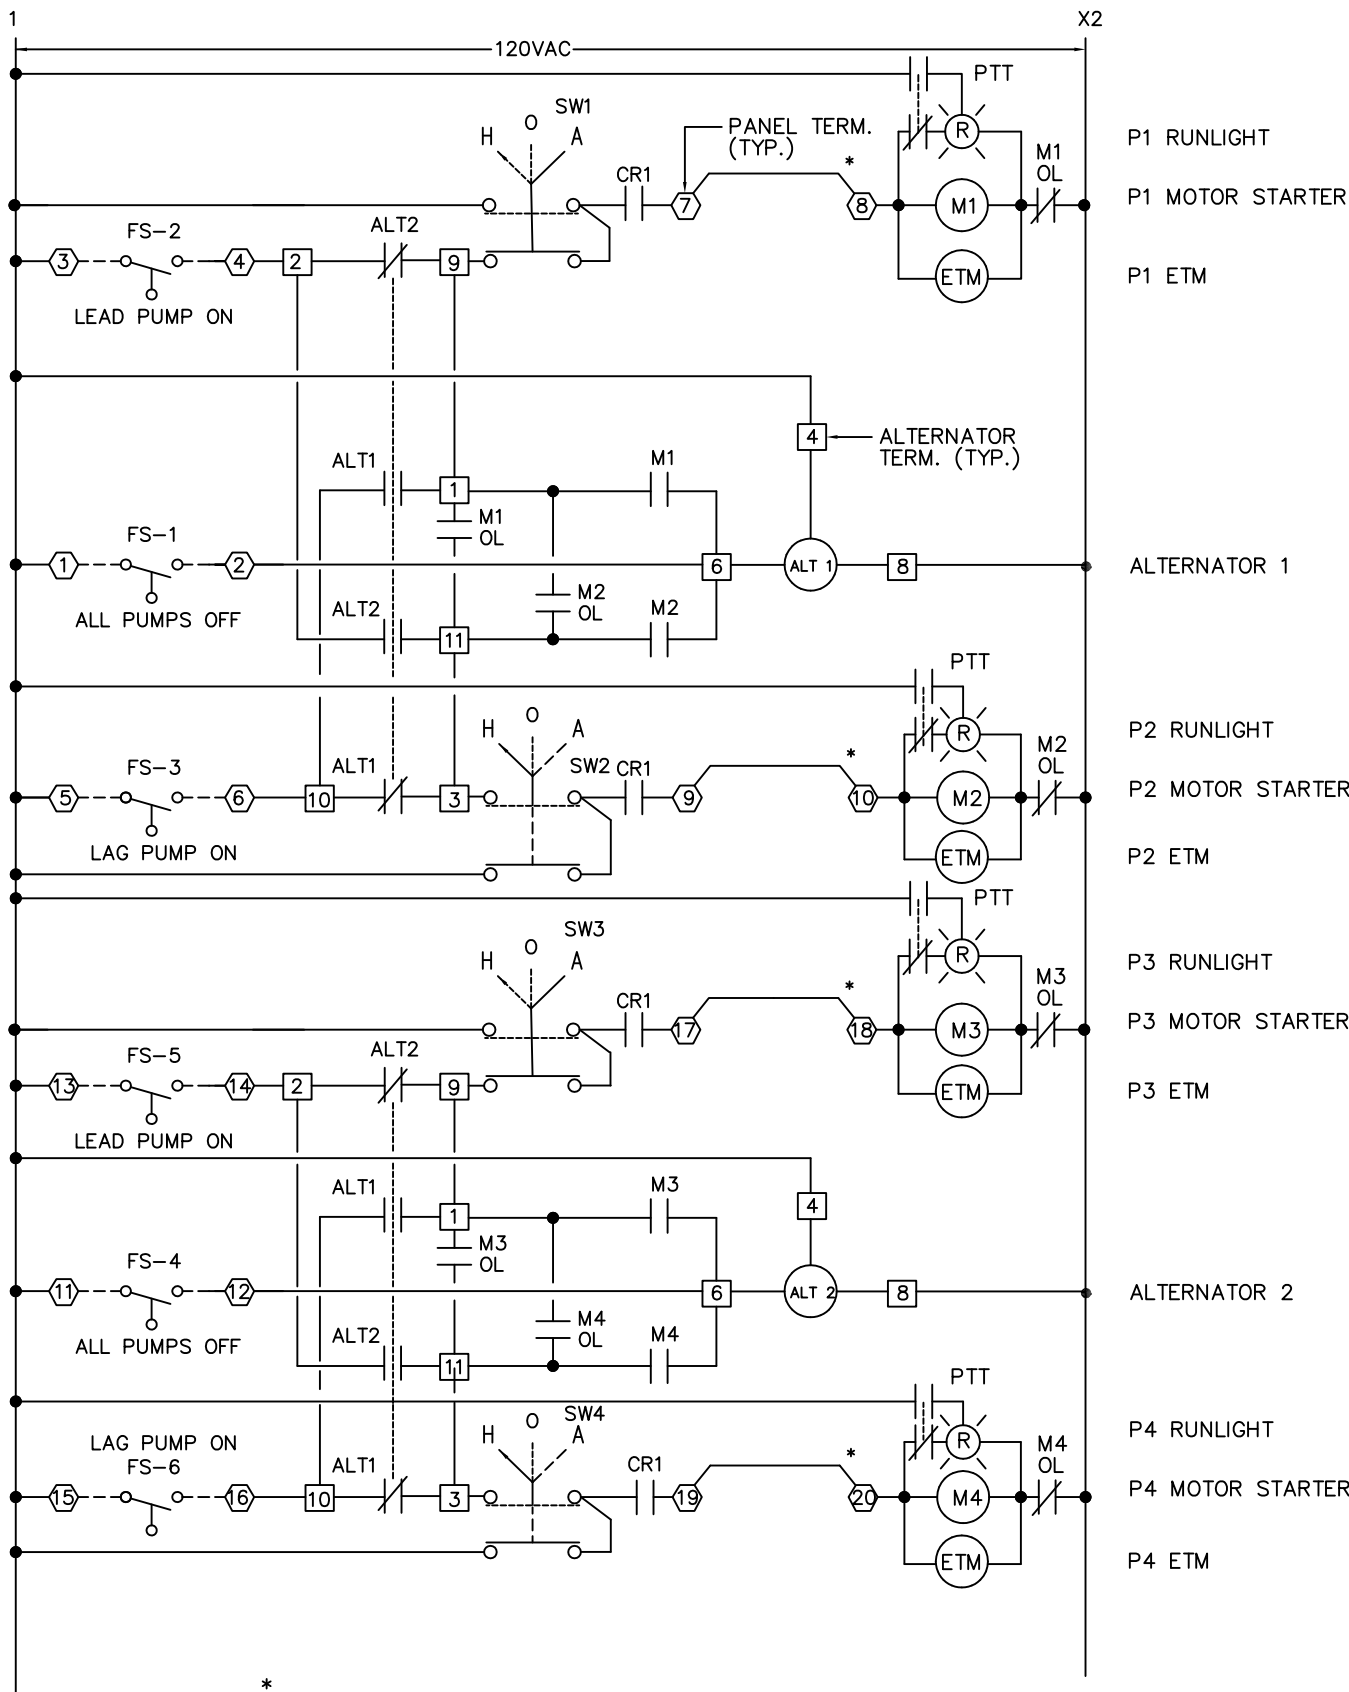 1
X2
120VAC
PTT
SW1
H O A
PANEL TERM.
(TYP.)
*
R
P1 RUNLIGHT
M1
OL
CR1
7
8
M1
P1 MOTOR STARTER
FS-2
ALT2
3
4
2
9
ETM
P1 ETM
LEAD PUMP ON
4
ALTERNATOR
TERM. (TYP.)
ALT1
1
M1
M1
OL
FS-1
1
2
6
ALT 1
8
ALTERNATOR 1
M2
OL
ALL PUMPS OFF
ALT2
11
M2
PTT
H O A
R
P2 RUNLIGHT
M2
OL
*
FS-3
ALT1
SW2
CR1
5
6
10
3
9
10
M2
P2 MOTOR STARTER
LAG PUMP ON
ETM
P2 ETM
PTT
SW3
H O A
R
P3 RUNLIGHT
M3
OL
*
CR1
17
18
M3
P3 MOTOR STARTER
FS-5
ALT2
13
14
2
9
ETM
P3 ETM
LEAD PUMP ON
4
ALT1
1
M3
M3
OL
FS-4
11
12
6
ALT 2
8
ALTERNATOR 2
M4
OL
ALL PUMPS OFF
ALT2
11
M4
PTT
SW4
H O A
R
P4 RUNLIGHT
M4
OL
*
LAG PUMP ON
FS-6
ALT1
CR1
15
16
10
3
19
20
M4
P4 MOTOR STARTER
ETM
P4 ETM
*